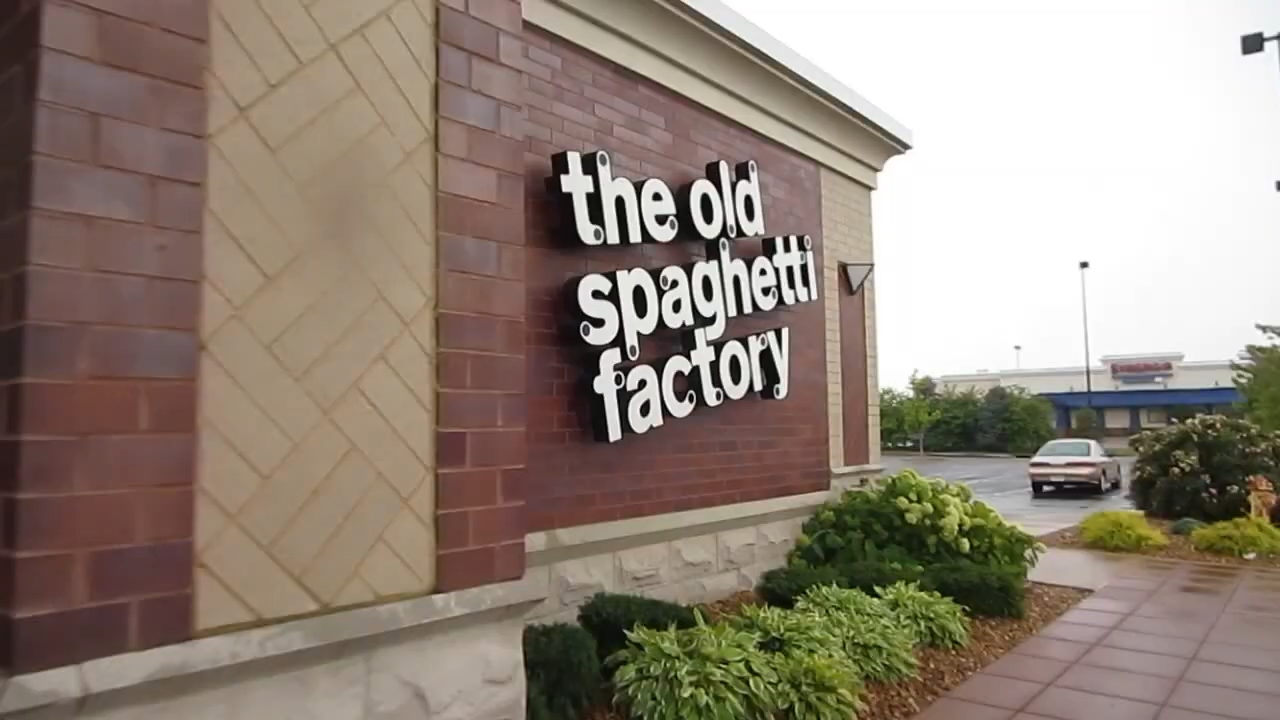 the old
spaghetti
factory